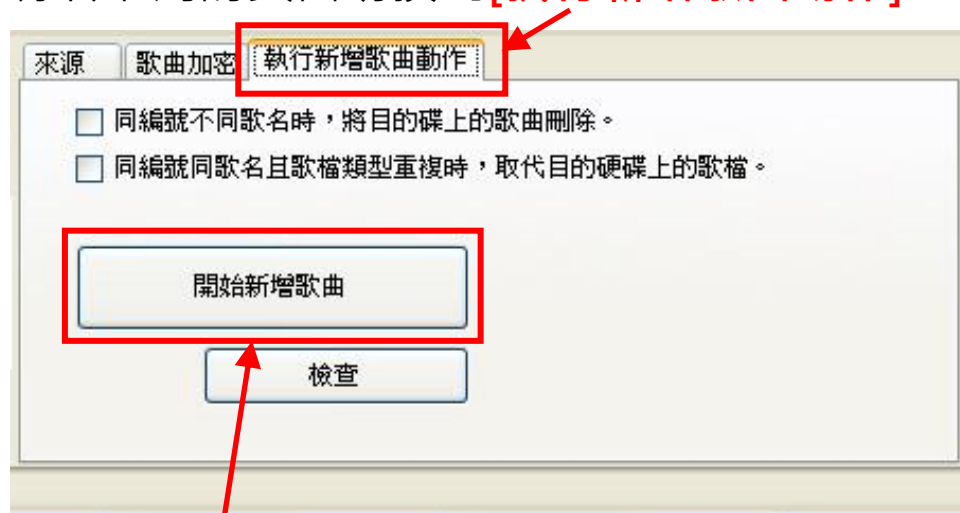 來源 歌曲加密 執行新增歌曲動作
同編號不同歌名時，將目的碟上的歌曲刪除。
同編號同歌名且歌檔類型重複時，取代目的硬碟上的歌檔。
開始新增歌曲
檢查